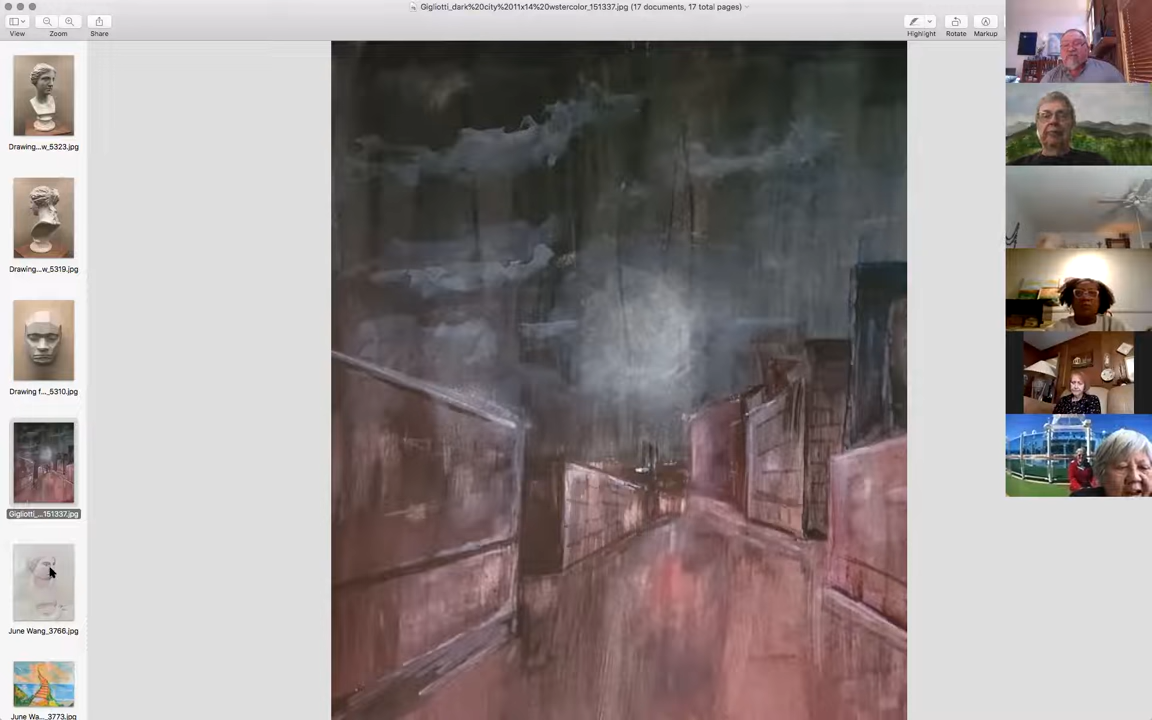 Gigliotti_dark%20city%2011x14%20wstercolor_151337.jpg (17 documents, 17 total pages)
View
Zoom
Share
Highlight
Rotate
Markup
Drawing...w_5323.jpg
Drawing...w_5319.jpg
Drawing f..._5310.jpg
Gigliotti_...151337.jpg
June Wang_3766.jpg
June Wa..._3773.jpg